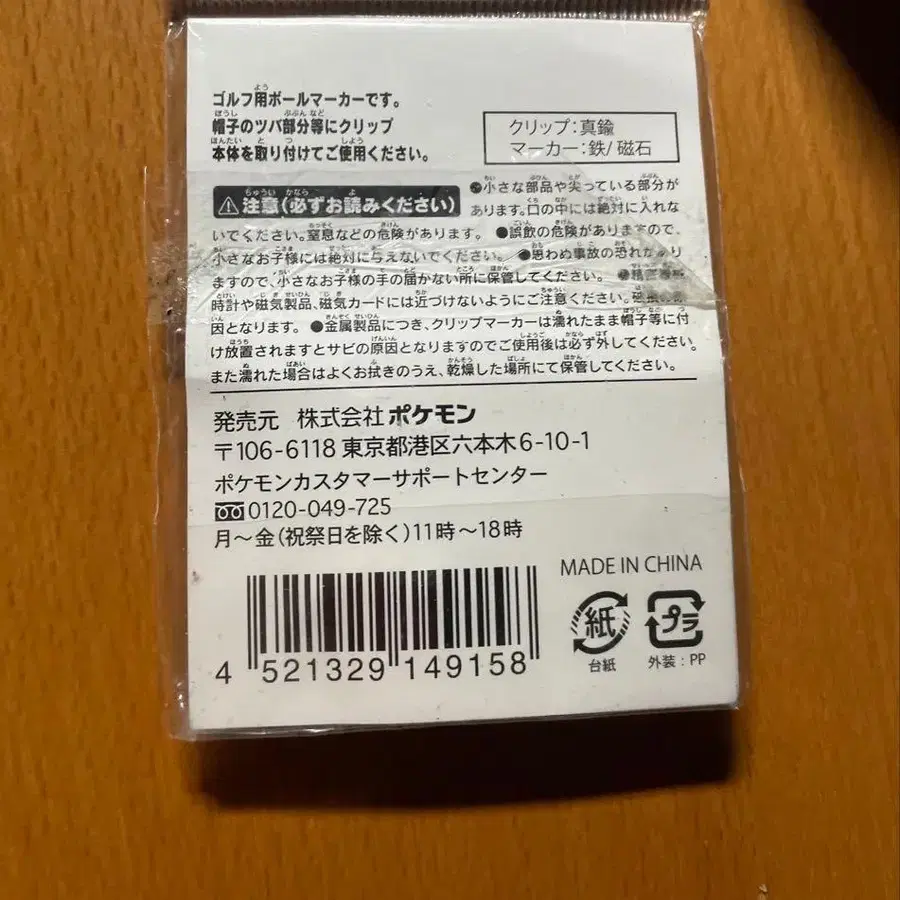 ゴルフ用ボールマーカーです。
帽子のツバ部分等にクリップ
本体を取り付けてご使用ください。
クリップ：真鍮
マーカー：鉄/磁石
⚠注意(必ずお読みください)
●小さな部品や尖っている部分が
あります。口の中には絶対に入れな
いでください。窒息などの危険があります。 ●誤飲の危険がありますので、
小さなお子様には絶対に与えないでください。 ●思わぬ事故の恐れがあり
ますので、小さなお子様の手の届かない所に保管してください。 ●精密機器
時計や磁気製品、磁気カードには近づけないようにご注意ください。
因となります。 ●金属製品につき、クリップマーカーは濡れたまま帽子等に付
け放置されますとサビの原因となりますのでご使用後は必ず外してください。
また濡れた場合はよくお拭きのうえ、乾燥した場所にて保管してください。
発売元 株式会社 ポケモン
〒106-6118 東京都港区六本木6-10-1
ポケモンカスタマーサポートセンター
0120-049-725
月～金(祝祭日を除く)11時～18時
MADE IN CHINA
紙
台紙
プラ
外装：PP
4 521329 149158